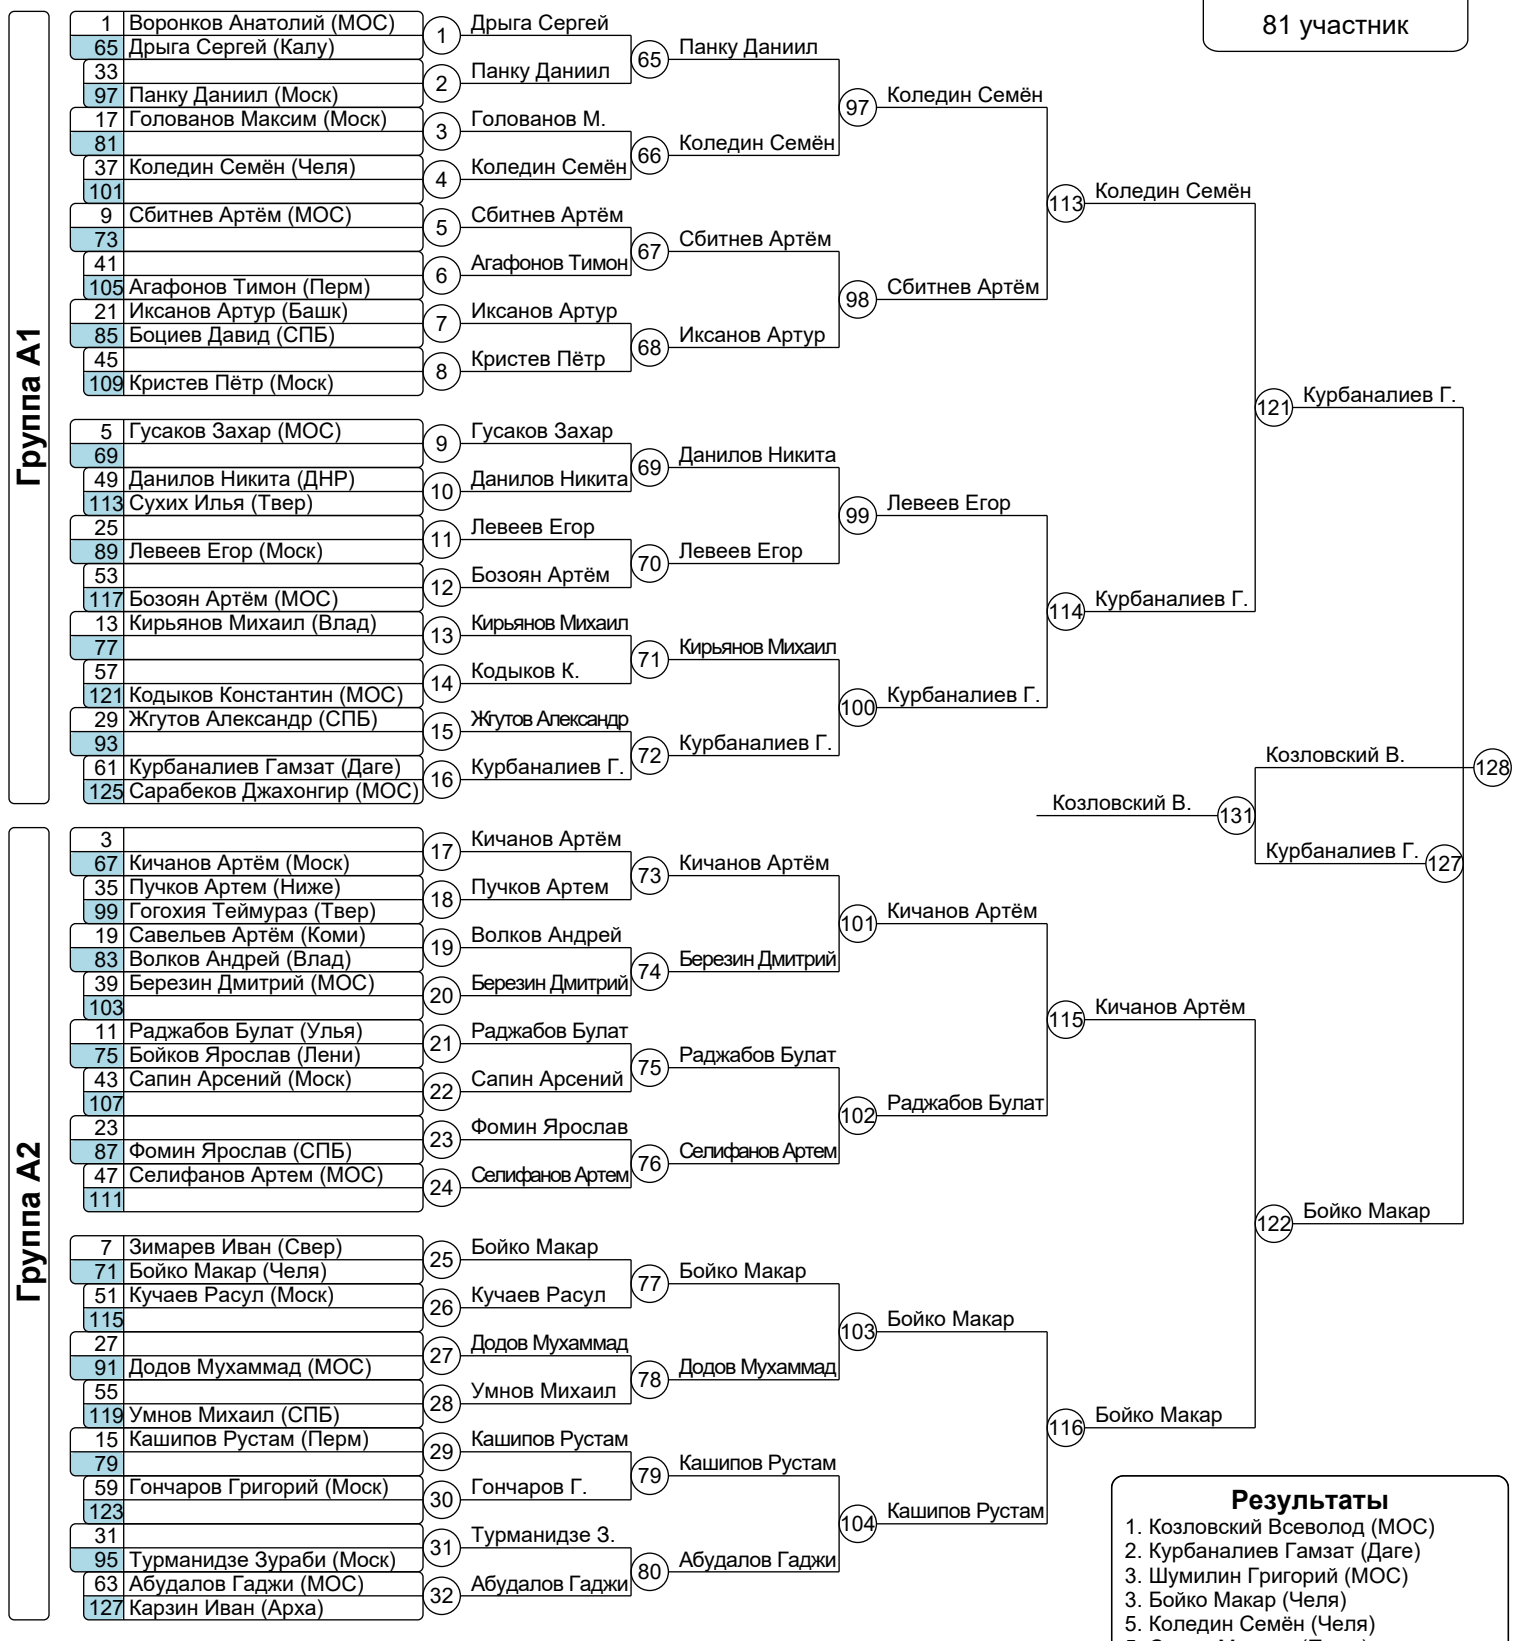 81 участник
Группа А1
1 Воронков Анатолий (МОС)
65 Дрыга Сергей (Калу)
33
97 Панку Даниил (Моск)
17 Голованов Максим (Моск)
81
37 Коледин Семён (Челя)
101
9 Сбитнев Артём (МОС)
73
41
105 Агафонов Тимон (Перм)
21 Иксанов Артур (Башк)
85 Боциев Давид (СПБ)
45
109 Кристев Пётр (Моск)
5 Гусаков Захар (МОС)
69
49 Данилов Никита (ДНР)
113 Сухих Илья (Твер)
25
89 Левеев Егор (Моск)
53
117 Бозоян Артём (МОС)
13 Кирьянов Михаил (Влад)
77
57
121 Кодыков Константин (МОС)
29 Жгутов Александр (СПБ)
93
61 Курбаналиев Гамзат (Даге)
125 Сарабеков Джахонгир (МОС)
1 Дрыга Сергей
2 Панку Даниил
3 Голованов М.
4 Коледин Семён
5 Сбитнев Артём
6 Агафонов Тимон
7 Иксанов Артур
8 Кристев Пётр
9 Гусаков Захар
10 Данилов Никита
11 Левеев Егор
12 Бозоян Артём
13 Кирьянов Михаил
14 Кодыков К.
15 Жгутов Александр
16 Курбаналиев Г.
65 Панку Даниил
66 Коледин Семён
67 Сбитнев Артём
68 Иксанов Артур
69 Данилов Никита
70 Левеев Егор
71 Кирьянов Михаил
72 Курбаналиев Г.
97 Коледин Семён
98 Сбитнев Артём
99 Левеев Егор
100 Курбаналиев Г.
113 Коледин Семён
114 Курбаналиев Г.
121 Курбаналиев Г.
Группа А2
3
67 Кичанов Артём (Моск)
35 Пучков Артем (Ниже)
99 Гогохия Теймураз (Твер)
19 Савельев Артём (Коми)
83 Волков Андрей (Влад)
39 Березин Дмитрий (МОС)
103
11 Раджабов Булат (Улья)
75 Бойков Ярослав (Лени)
43 Сапин Арсений (Моск)
107
23
87 Фомин Ярослав (СПБ)
47 Селифанов Артем (МОС)
111
7 Зимарев Иван (Свер)
71 Бойко Макар (Челя)
51 Кучаев Расул (Моск)
115
27
91 Додов Мухаммад (МОС)
55
119 Умнов Михаил (СПБ)
15 Кашипов Рустам (Перм)
79
59 Гончаров Григорий (Моск)
123
31
95 Турманидзе Зураби (Моск)
63 Абудалов Гаджи (МОС)
127 Карзин Иван (Арха)
17 Кичанов Артём
18 Пучков Артем
19 Волков Андрей
20 Березин Дмитрий
21 Раджабов Булат
22 Сапин Арсений
23 Фомин Ярослав
24 Селифанов Артем
25 Бойко Макар
26 Кучаев Расул
27 Додов Мухаммад
28 Умнов Михаил
29 Кашипов Рустам
30 Гончаров Г.
31 Турманидзе З.
32 Абудалов Гаджи
73 Кичанов Артём
74 Березин Дмитрий
75 Раджабов Булат
76 Селифанов Артем
77 Бойко Макар
78 Додов Мухаммад
79 Кашипов Рустам
80 Абудалов Гаджи
101 Кичанов Артём
102 Раджабов Булат
103 Бойко Макар
104 Кашипов Рустам
115 Кичанов Артём
116 Бойко Макар
122 Бойко Макар
Козловский В. 128
Козловский В. 131
Курбаналиев Г. 127
Результаты
1. Козловский Всеволод (МОС)
2. Курбаналиев Гамзат (Даге)
3. Шумилин Григорий (МОС)
3. Бойко Макар (Челя)
5. Коледин Семён (Челя)